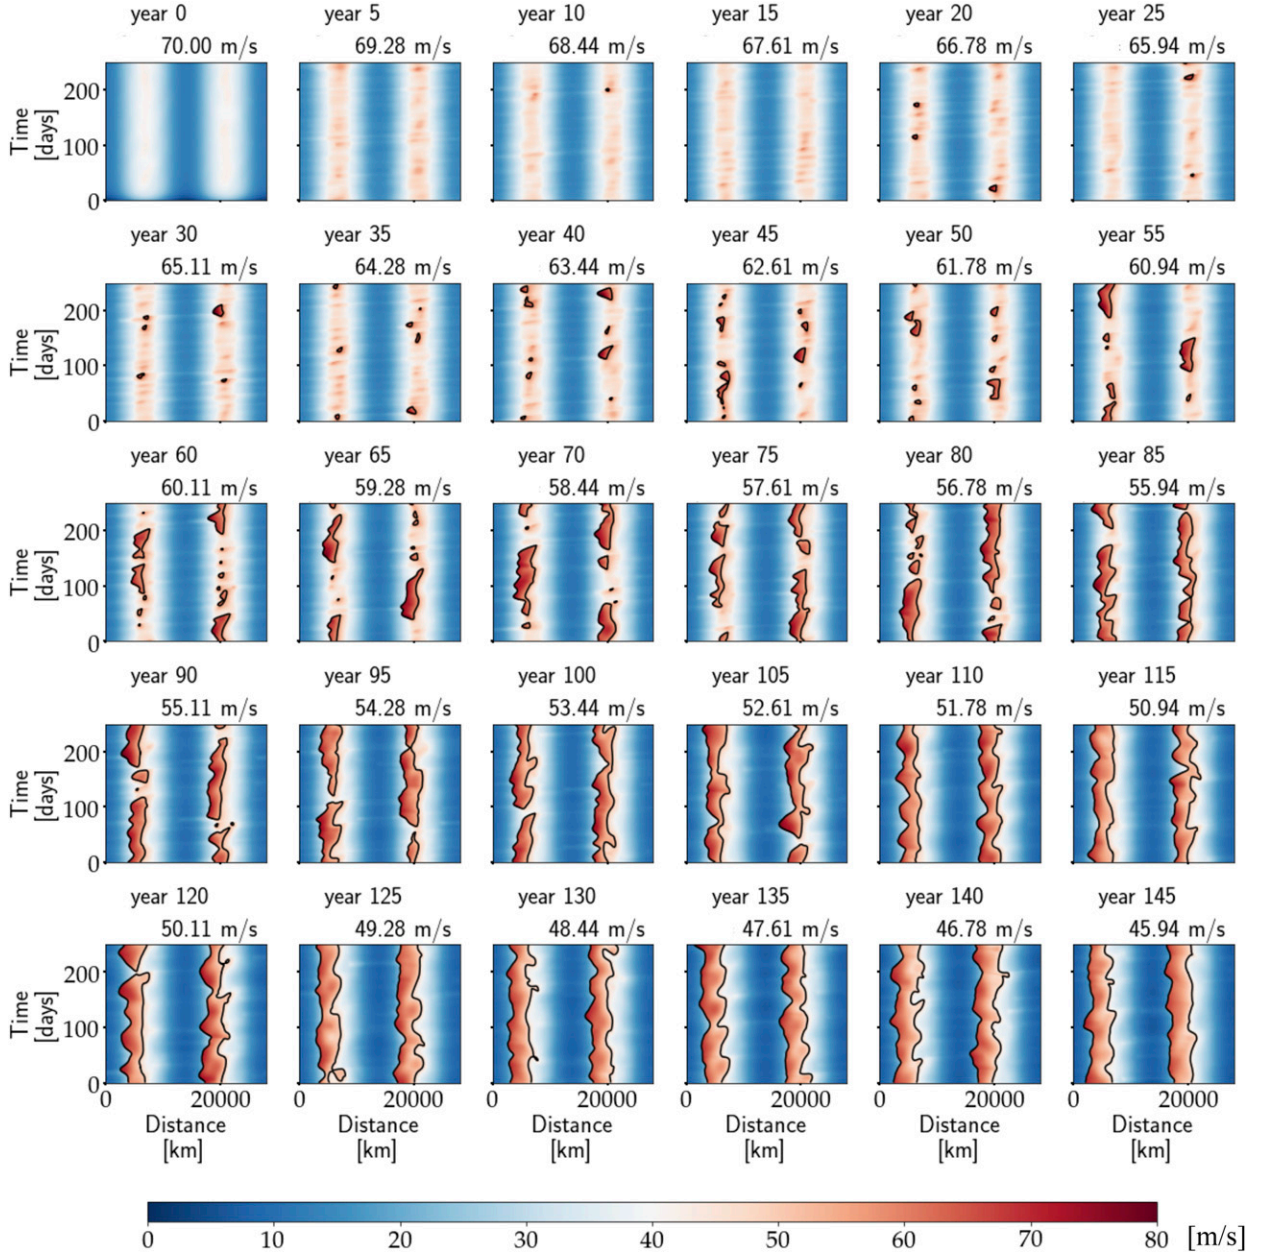 year 0 year 5 year 10 year 15 year 20 year 25
70.00 m/s 69.28 m/s 68.44 m/s 67.61 m/s 66.78 m/s 65.94 m/s
Time
[days]
200
100
0
year 30 year 35 year 40 year 45 year 50 year 55
65.11 m/s 64.28 m/s 63.44 m/s 62.61 m/s 61.78 m/s 60.94 m/s
Time
[days]
200
100
0
year 60 year 65 year 70 year 75 year 80 year 85
60.11 m/s 59.28 m/s 58.44 m/s 57.61 m/s 56.78 m/s 55.94 m/s
Time
[days]
200
100
0
year 90 year 95 year 100 year 105 year 110 year 115
55.11 m/s 54.28 m/s 53.44 m/s 52.61 m/s 51.78 m/s 50.94 m/s
Time
[days]
200
100
0
year 120 year 125 year 130 year 135 year 140 year 145
50.11 m/s 49.28 m/s 48.44 m/s 47.61 m/s 46.78 m/s 45.94 m/s
Time
[days]
200
100
0
0 20000 0 20000 0 20000 0 20000 0 20000 0 20000
Distance Distance Distance Distance Distance Distance
[km] [km] [km] [km] [km] [km]
0 10 20 30 40 50 60 70 80 [m/s]